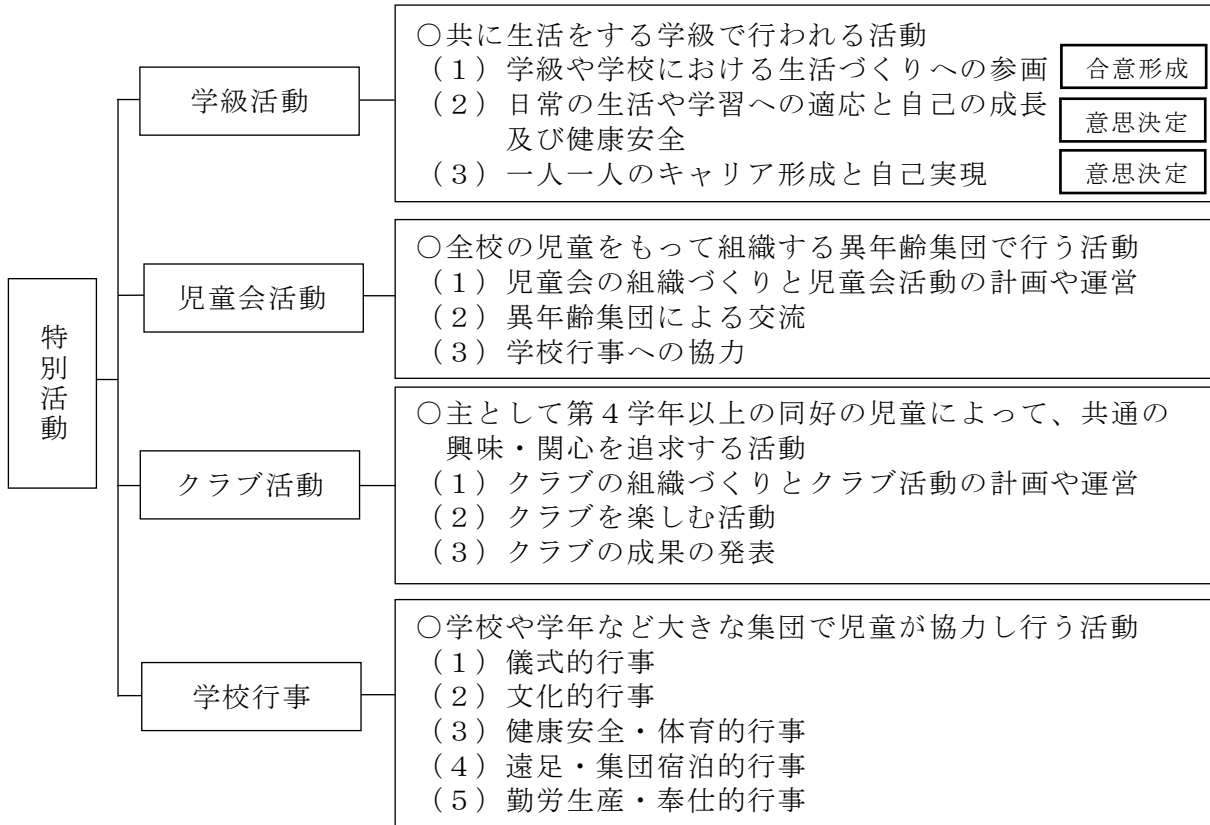 特別活動
学級活動
○共に生活をする学級で行われる活動
(1)学級や学校における生活づくりへの参画
合意形成
(2)日常の生活や学習への適応と自己の成長
及び健康安全
意思決定
(3)一人一人のキャリア形成と自己実現
意思決定
児童会活動
○全校の児童をもって組織する異年齢集団で行う活動
(1)児童会の組織づくりと児童会活動の計画や運営
(2)異年齢集団による交流
(3)学校行事への協力
クラブ活動
○主として第4学年以上の同好の児童によって、共通の
興味・関心を追求する活動
(1)クラブの組織づくりとクラブ活動の計画や運営
(2)クラブを楽しむ活動
(3)クラブの成果の発表
学校行事
○学校や学年など大きな集団で児童が協力し行う活動
(1)儀式的行事
(2)文化的行事
(3)健康安全・体育的行事
(4)遠足・集団宿泊的行事
(5)勤労生産・奉仕的行事